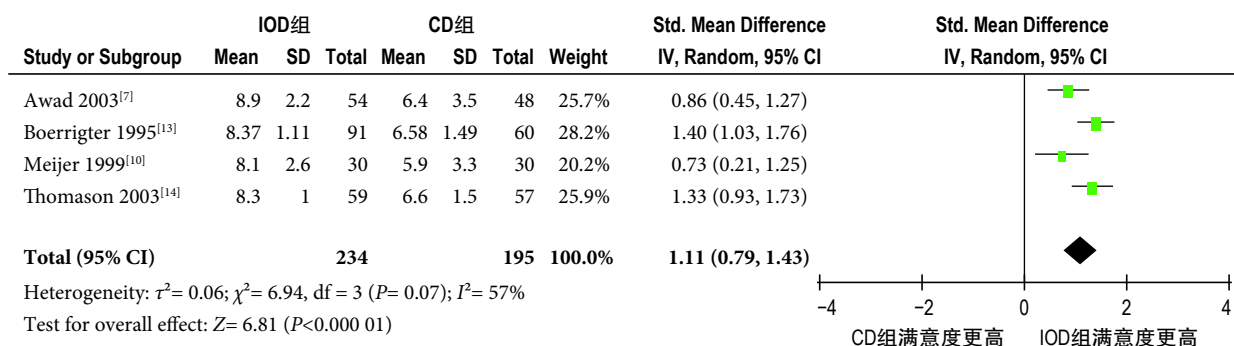 IOD组 CD组 Std. Mean Difference Std. Mean Difference
Study or Subgroup Mean SD Total Mean SD Total Weight IV, Random, 95% CI IV, Random, 95% CI
Awad 2003[7] 8.9 2.2 54 6.4 3.5 48 25.7% 0.86 (0.45, 1.27)
Boerrigter 1995[13] 8.37 1.11 91 6.58 1.49 60 28.2% 1.40 (1.03, 1.76)
Meijer 1999[10] 8.1 2.6 30 5.9 3.3 30 20.2% 0.73 (0.21, 1.25)
Thomason 2003[14] 8.3 1 59 6.6 1.5 57 25.9% 1.33 (0.93, 1.73)
Total (95% CI) 234 195 100.0% 1.11 (0.79, 1.43)
Heterogeneity: τ²= 0.06; χ²= 6.94, df = 3 (P= 0.07); I²= 57%
Test for overall effect: Z= 6.81 (P<0.000 01)
−4 −2 0 2 4
CD组满意度更高 IOD组满意度更高